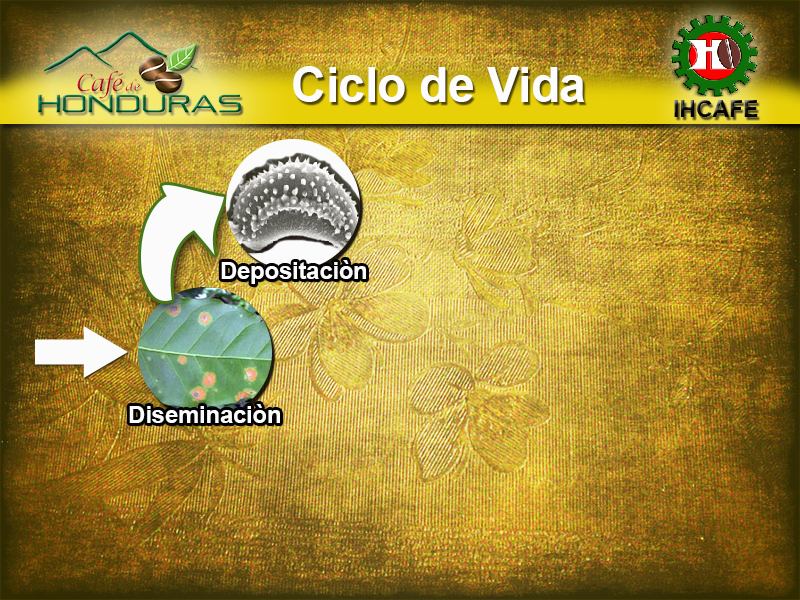 Café de
HONDURAS
Ciclo de Vida
H
IHCAFE
Depositaciòn
Diseminaciòn